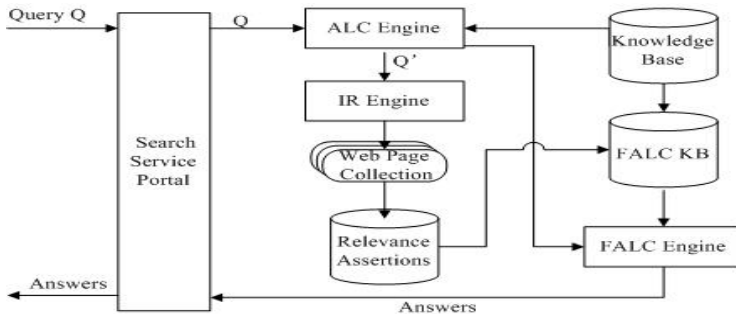 Query Q
Q
ALC Engine
Knowledge
Base
Q'
IR Engine
Search
Service
Portal
Web Page
Collection
FALC KB
Relevance
Assertions
FALC Engine
Answers
Answers